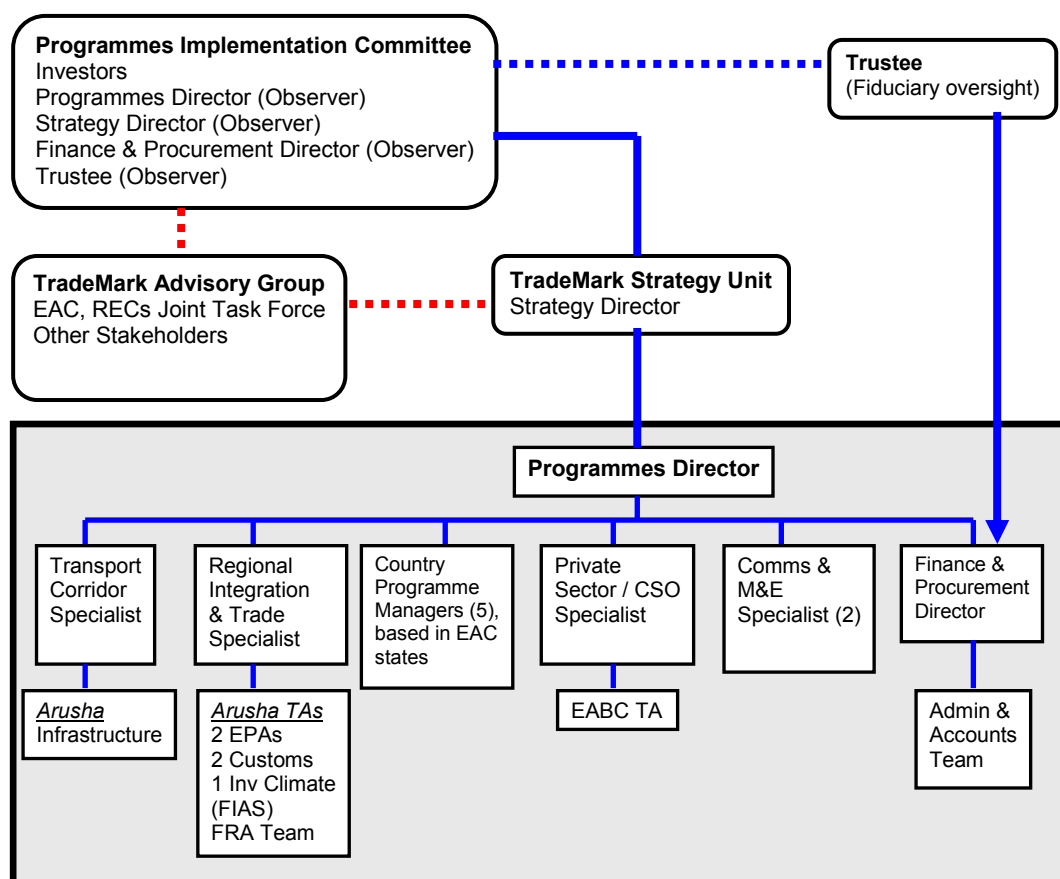 Programmes Implementation Committee
Investors
Programmes Director (Observer)
Strategy Director (Observer)
Finance & Procurement Director (Observer)
Trustee (Observer)
Trustee
(Fiduciary oversight)
TradeMark Advisory Group
EAC, RECs Joint Task Force
Other Stakeholders
TradeMark Strategy Unit
Strategy Director
Programmes Director
Transport
Corridor
Specialist
Regional
Integration
& Trade
Specialist
Country
Programme
Managers (5),
based in EAC
states
Private
Sector / CSO
Specialist
Comms &
M&E
Specialist (2)
Finance &
Procurement
Director
Arusha
Infrastructure
Arusha TAs
2 EPAs
2 Customs
1 Inv Climate
(FIAS)
FRA Team
EABC TA
Admin &
Accounts
Team